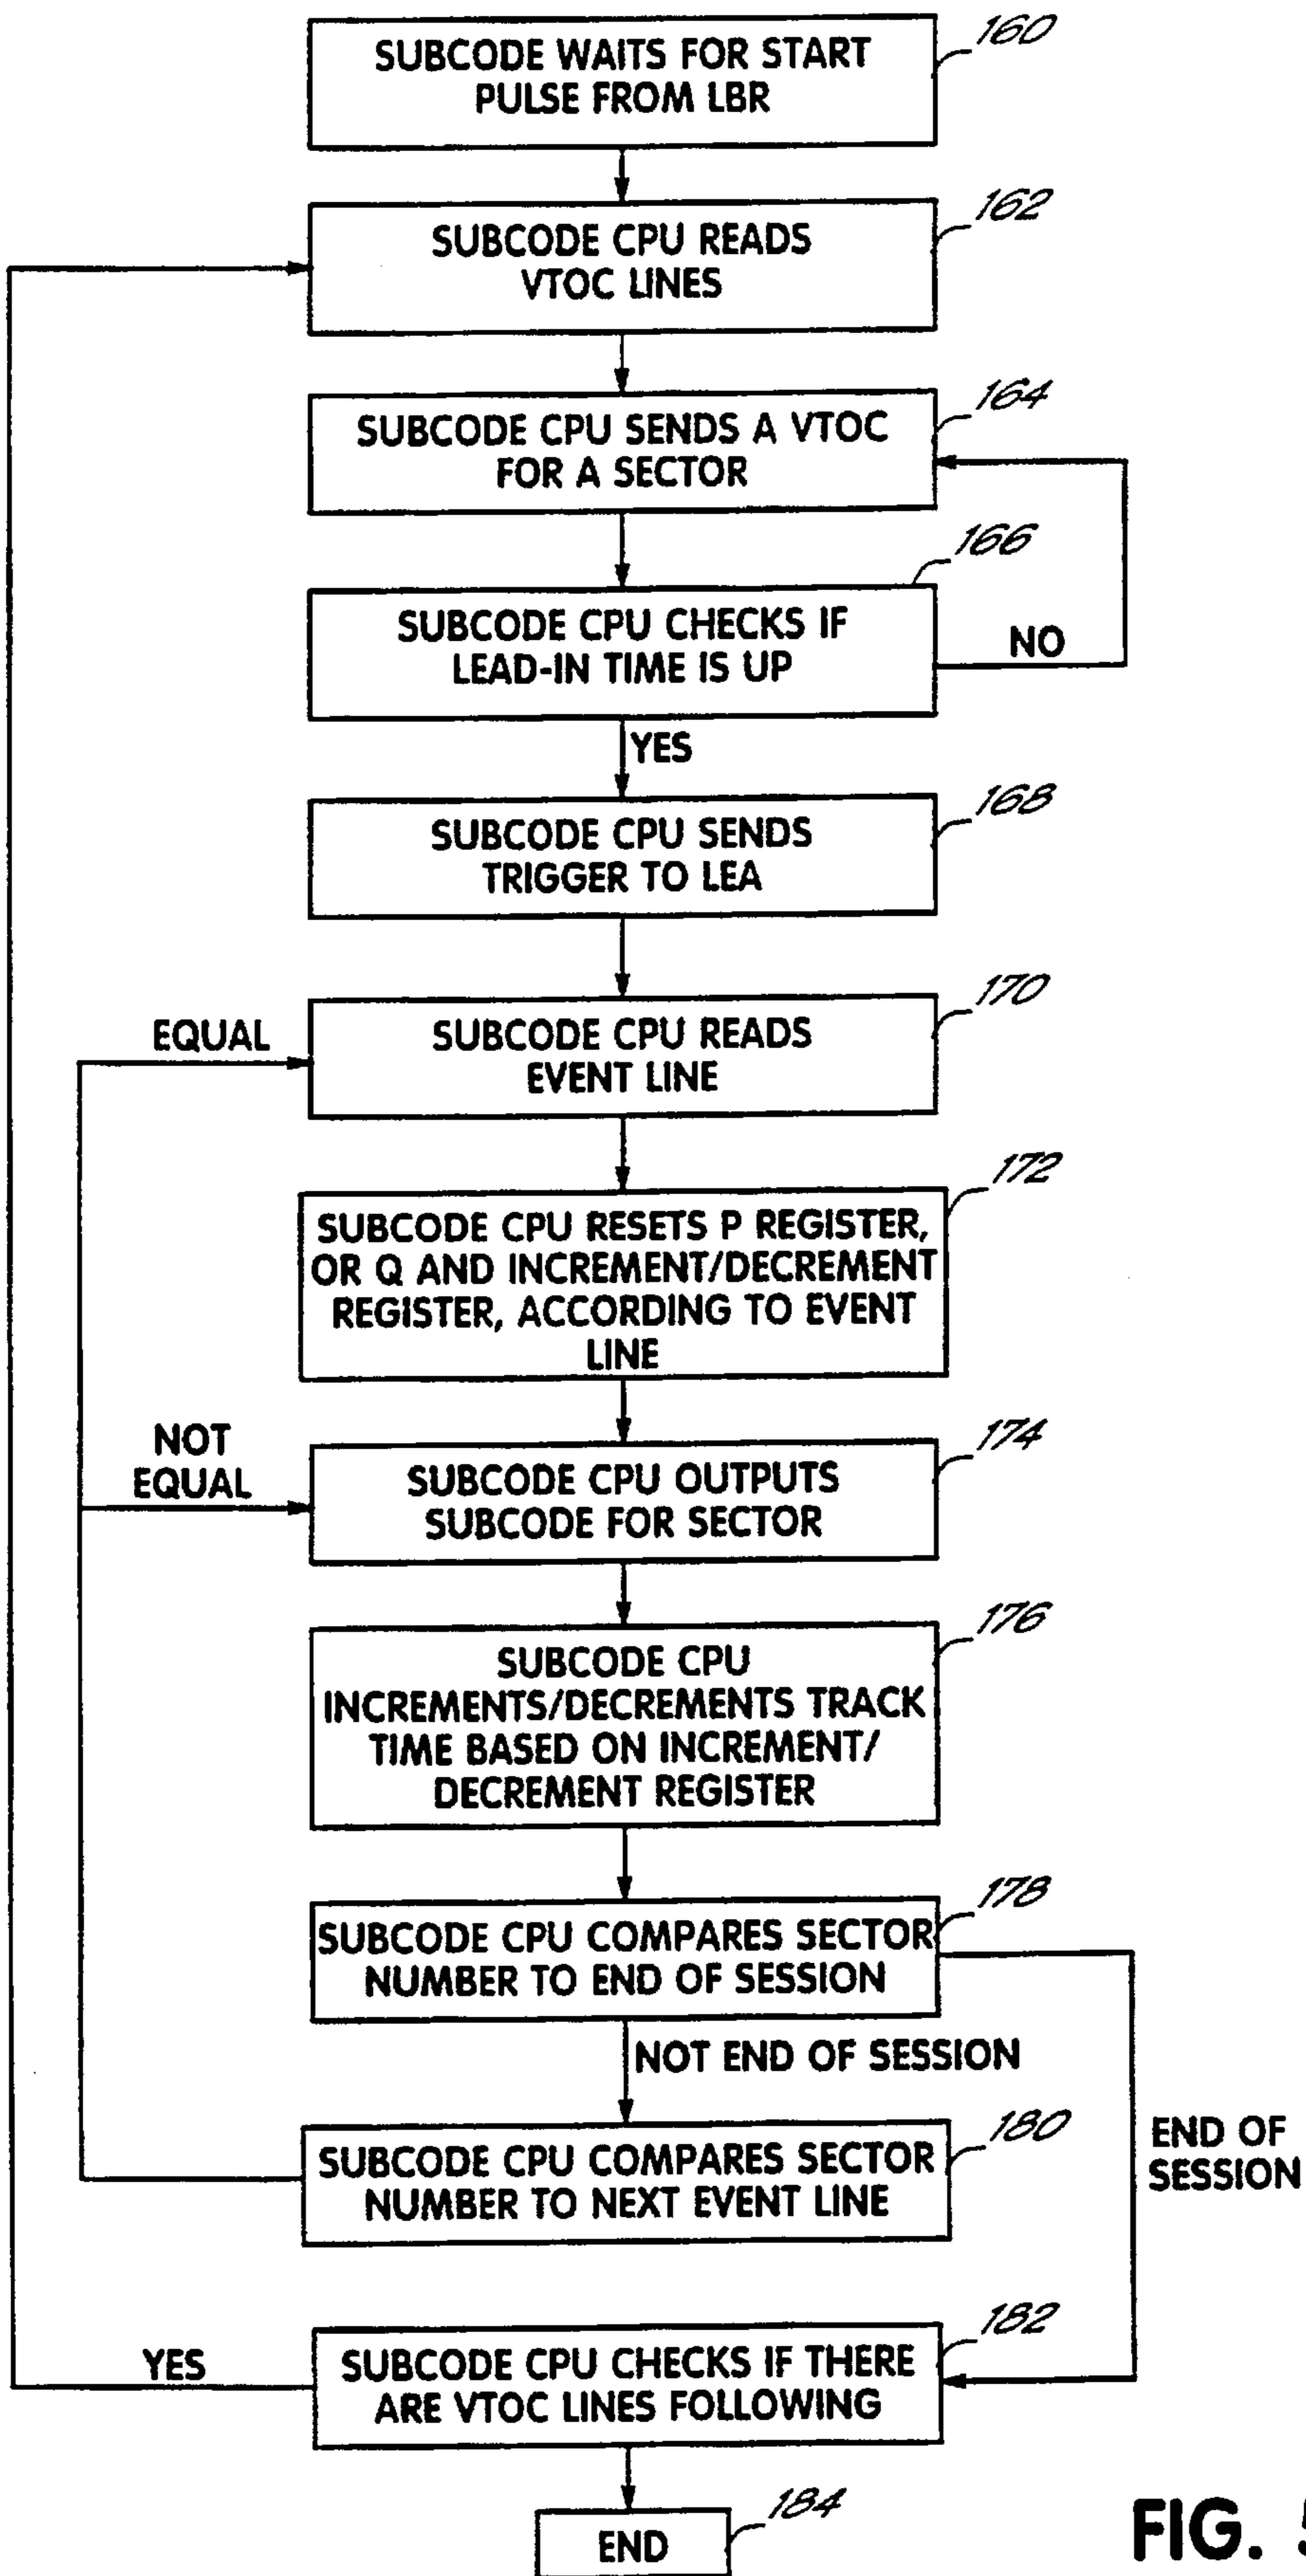 SUBCODE WAITS FOR START
PULSE FROM LBR
160
SUBCODE CPU READS
VTOC LINES
162
SUBCODE CPU SENDS A VTOC
FOR A SECTOR
164
SUBCODE CPU CHECKS IF
LEAD-IN TIME IS UP
166
NO
YES
SUBCODE CPU SENDS
TRIGGER TO LEA
168
EQUAL
SUBCODE CPU READS
EVENT LINE
170
SUBCODE CPU RESETS P REGISTER,
OR Q AND INCREMENT/DECREMENT
REGISTER, ACCORDING TO EVENT
LINE
172
NOT
EQUAL
SUBCODE CPU OUTPUTS
SUBCODE FOR SECTOR
174
SUBCODE CPU
INCREMENTS/DECREMENTS TRACK
TIME BASED ON INCREMENT/
DECREMENT REGISTER
176
SUBCODE CPU COMPARES SECTOR
NUMBER TO END OF SESSION
178
NOT END OF SESSION
END OF
SESSION
SUBCODE CPU COMPARES SECTOR
NUMBER TO NEXT EVENT LINE
180
YES
SUBCODE CPU CHECKS IF THERE
ARE VTOC LINES FOLLOWING
182
END
184
FIG. 5